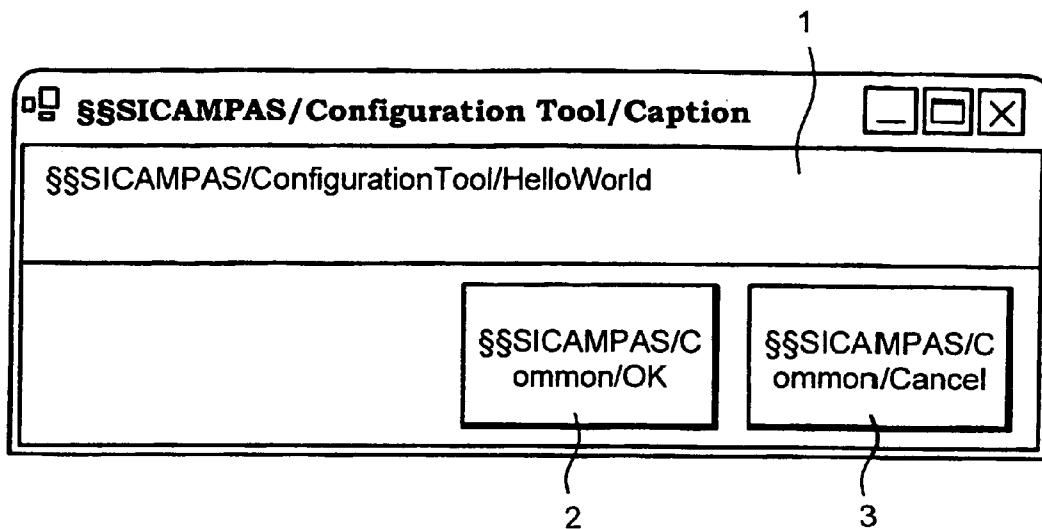 1
§§SICAMPAS/Configuration Tool/Caption
§§SICAMPAS/ConfigurationTool/HelloWorld
§§SICAMPAS/C
ommon/OK
§§SICAMPAS/C
ommon/Cancel
2
3